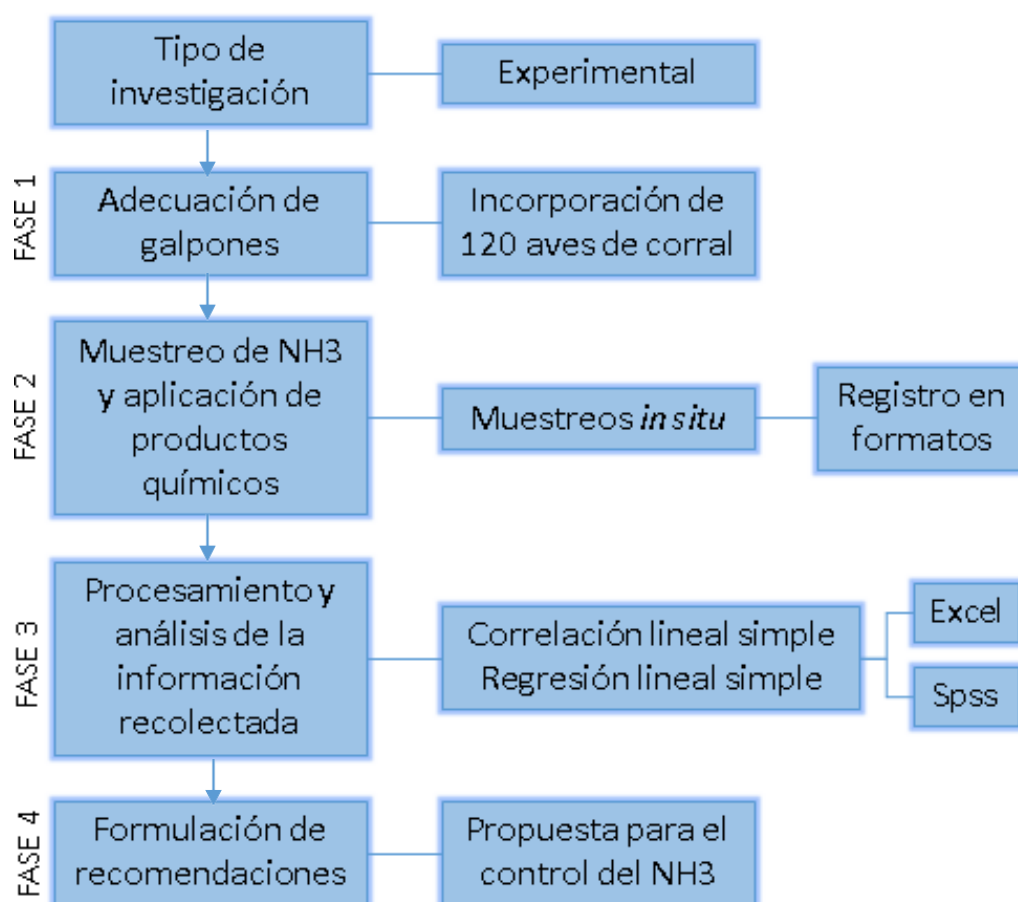 Tipo de
investigación
Experimental
FASE 1
Adecuación de
galpones
Incorporación de
120 aves de corral
FASE 2
Muestreo de NH3
y aplicación de
productos
químicos
Muestreos in situ
Registro en
formatos
FASE 3
Procesamiento y
análisis de la
información
recolectada
Correlación lineal simple
Regresión lineal simple
Excel
Spss
FASE 4
Formulación de
recomendaciones
Propuesta para el
control del NH3